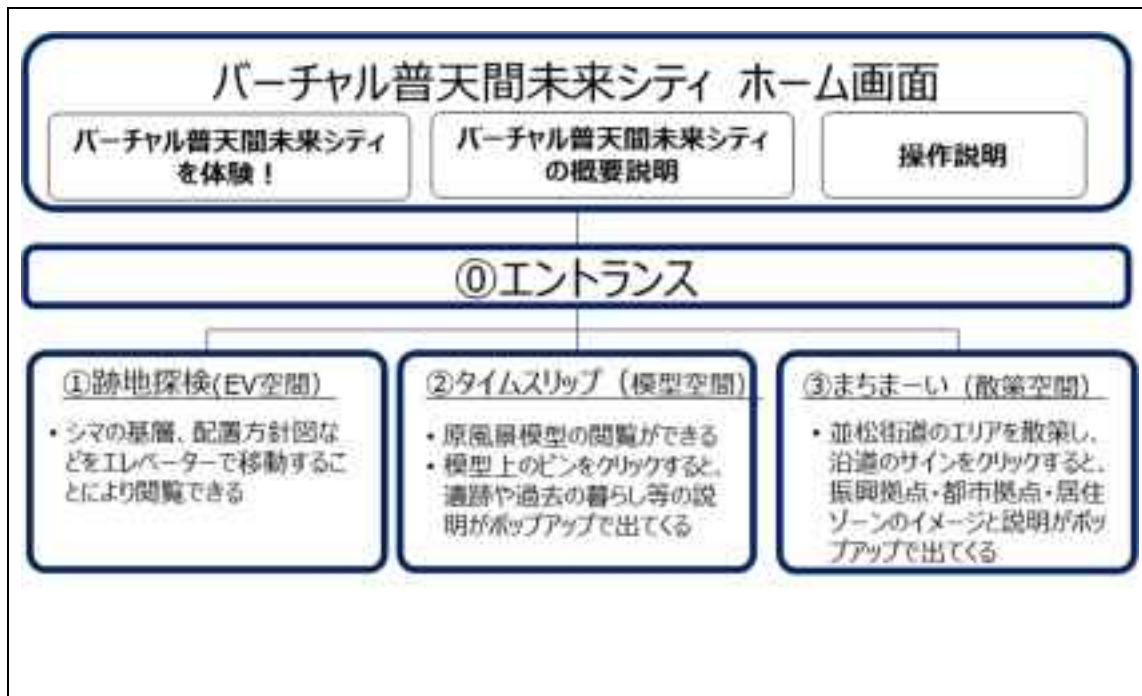 バーチャル普天間未来シティ ホーム画面
バーチャル普天間未来シティ
を体験！
バーチャル普天間未来シティ
の概要説明
操作説明
⓪エントランス
①跡地探検(EV空間)
• シマの基層、配置方針図な
どをエレベーターで移動するこ
とにより閲覧できる
②タイムスリップ（模型空間）
• 原風景模型の閲覧ができる
• 模型上のピンをクリックすると、
遺跡や過去の暮らし等の説
明がポップアップで出てくる
③まちまーい（散策空間）
• 並松街道のエリアを散策し、
沿道のサインをクリックすると、
振興拠点・都市拠点・居住
ゾーンのイメージと説明がポッ
プアップで出てくる